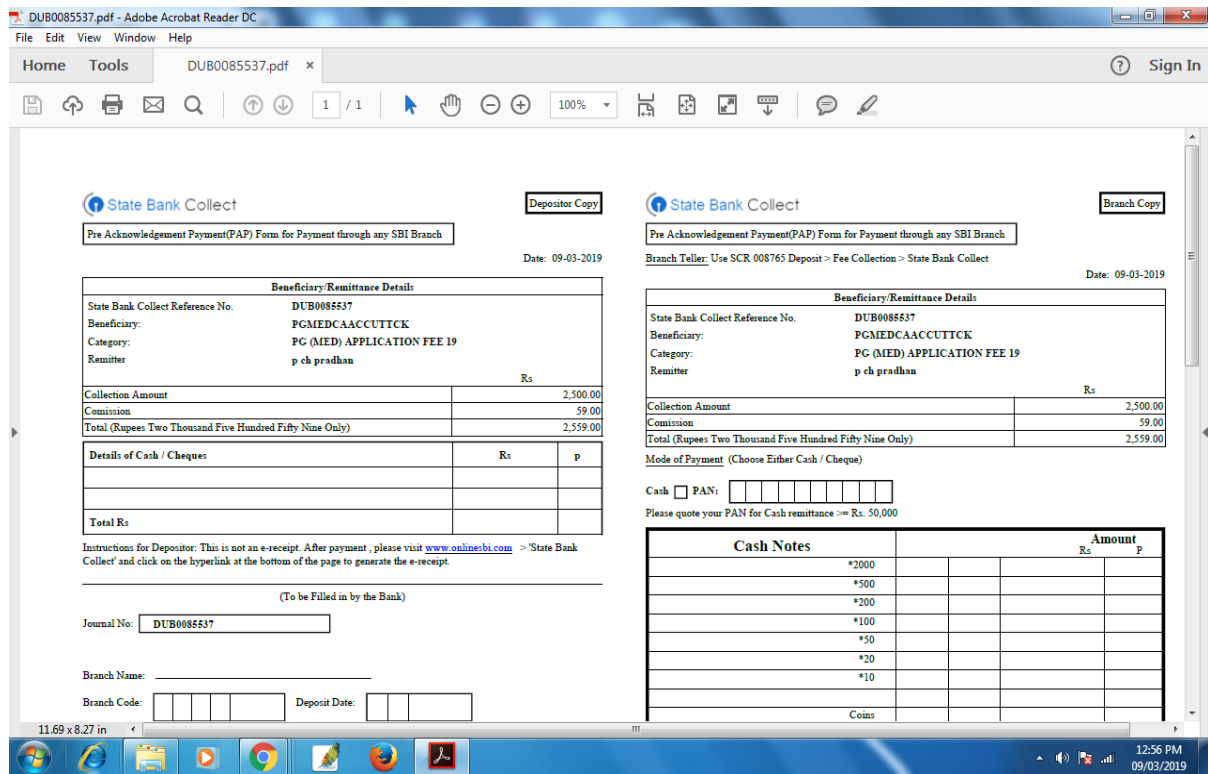 DUB0085537.pdf - Adobe Acrobat Reader DC
File Edit View Window Help
Home Tools DUB0085537.pdf × ? Sign In
1 / 1 100%
State Bank Collect
Depositor Copy
Pre Acknowledgement Payment(PAP) Form for Payment through any SBI Branch
Date: 09-03-2019
Beneficiary/Remittance Details
State Bank Collect Reference No. DUB0085537
Beneficiary: PGMEDCAACCUTTCK
Category: PG (MED) APPLICATION FEE 19
Remitter p ch pradhan
Rs
Collection Amount 2,500.00
Comission 59.00
Total (Rupees Two Thousand Five Hundred Fifty Nine Only) 2,559.00
Details of Cash / Cheques Rs p
Total Rs
Instructions for Depositor: This is not an e-receipt. After payment , please visit www.onlinesbi.com > 'State Bank
Collect' and click on the hyperlink at the bottom of the page to generate the e-receipt.
(To be Filled in by the Bank)
Journal No: DUB0085537
Branch Name:
Branch Code: Deposit Date:
State Bank Collect
Branch Copy
Pre Acknowledgement Payment(PAP) Form for Payment through any SBI Branch
Branch Teller: Use SCR 008765 Deposit > Fee Collection > State Bank Collect
Date: 09-03-2019
Beneficiary/Remittance Details
State Bank Collect Reference No. DUB0085537
Beneficiary: PGMEDCAACCUTTCK
Category: PG (MED) APPLICATION FEE 19
Remitter p ch pradhan
Rs
Collection Amount 2,500.00
Comission 59.00
Total (Rupees Two Thousand Five Hundred Fifty Nine Only) 2,559.00
Mode of Payment (Choose Either Cash / Cheque)
Cash PAN:
Please quote your PAN for Cash remittance >= Rs. 50,000
Cash Notes Amount
Rs P
*2000
*500
*200
*100
*50
*20
*10
Coins
11.69 x 8.27 in
12:56 PM
09/03/2019